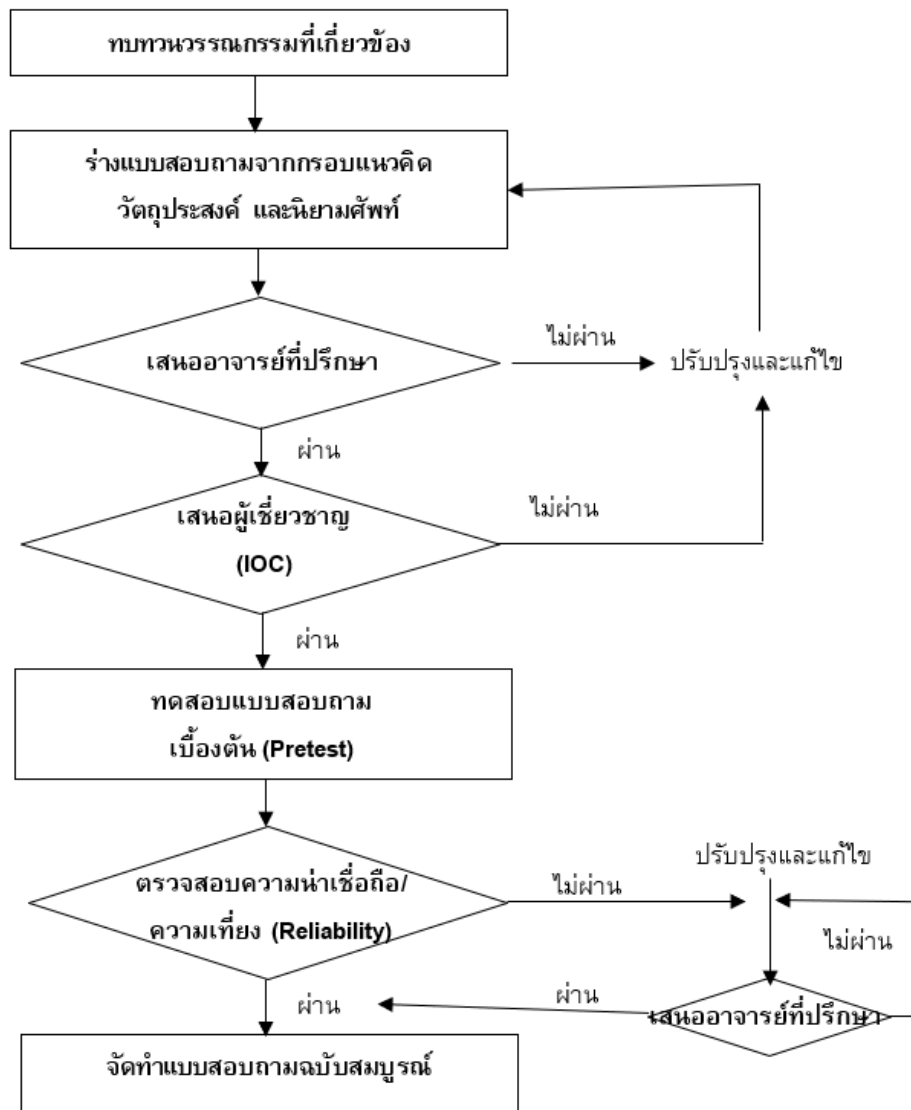 ทบทวนวรรณกรรมที่เกี่ยวข้อง
ร่างแบบสอบถามจากกรอบแนวคิด
วัตถุประสงค์ และนิยามศัพท์
เสนออาจารย์ที่ปรึกษา
ไม่ผ่าน
ปรับปรุงและแก้ไข
ผ่าน
เสนอผู้เชี่ยวชาญ
(IOC)
ไม่ผ่าน
ผ่าน
ทดสอบแบบสอบถาม
เบื้องต้น (Pretest)
ตรวจสอบความน่าเชื่อถือ/
ความเที่ยง (Reliability)
ไม่ผ่าน
ปรับปรุงและแก้ไข
ไม่ผ่าน
เสนออาจารย์ที่ปรึกษา
ผ่าน
ผ่าน
จัดทำแบบสอบถามฉบับสมบูรณ์